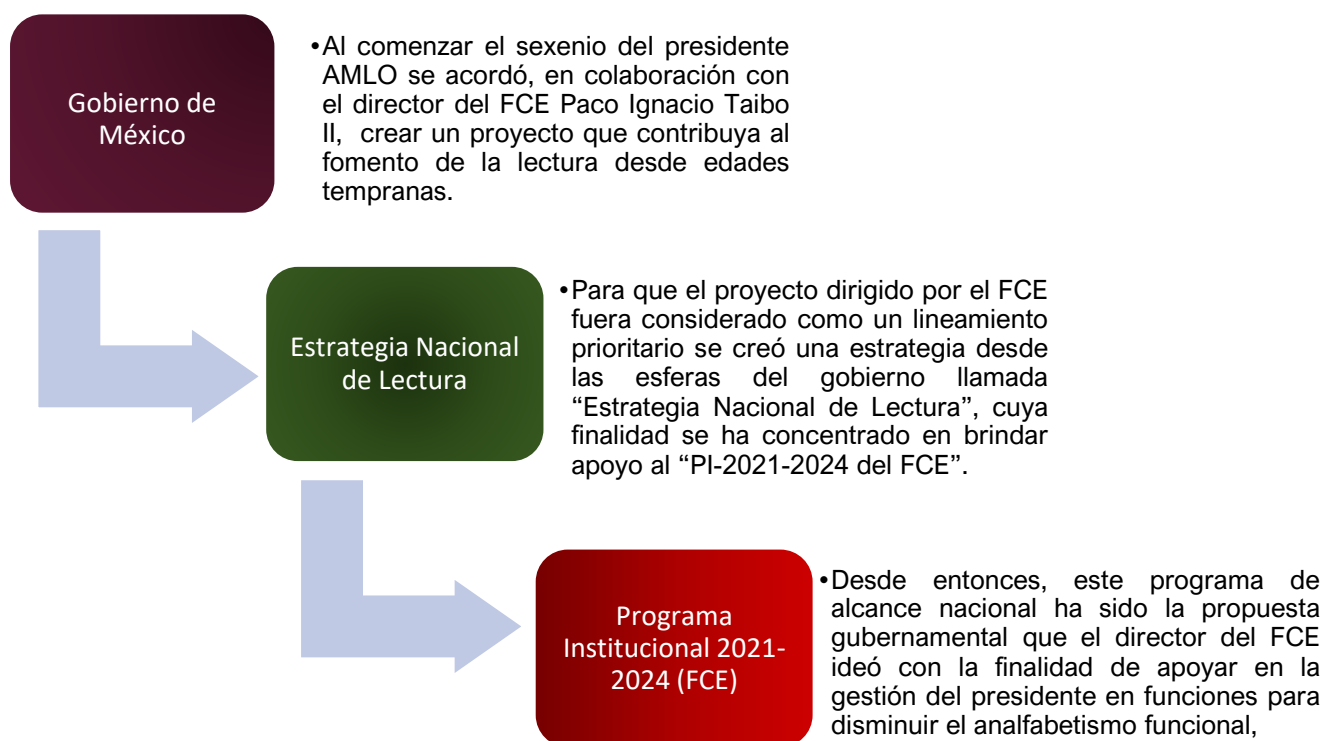 Gobierno de
México
•Al comenzar el sexenio del presidente
AMLO se acordó, en colaboración con
el director del FCE Paco Ignacio Taibo
II, crear un proyecto que contribuya al
fomento de la lectura desde edades
tempranas.
Estrategia Nacional
de Lectura
•Para que el proyecto dirigido por el FCE
fuera considerado como un lineamiento
prioritario se creó una estrategia desde
las esferas del gobierno llamada
“Estrategia Nacional de Lectura”, cuya
finalidad se ha concentrado en brindar
apoyo al “PI-2021-2024 del FCE”.
Programa
Institucional 2021-
2024 (FCE)
•Desde entonces, este programa de
alcance nacional ha sido la propuesta
gubernamental que el director del FCE
ideó con la finalidad de apoyar en la
gestión del presidente en funciones para
disminuir el analfabetismo funcional,